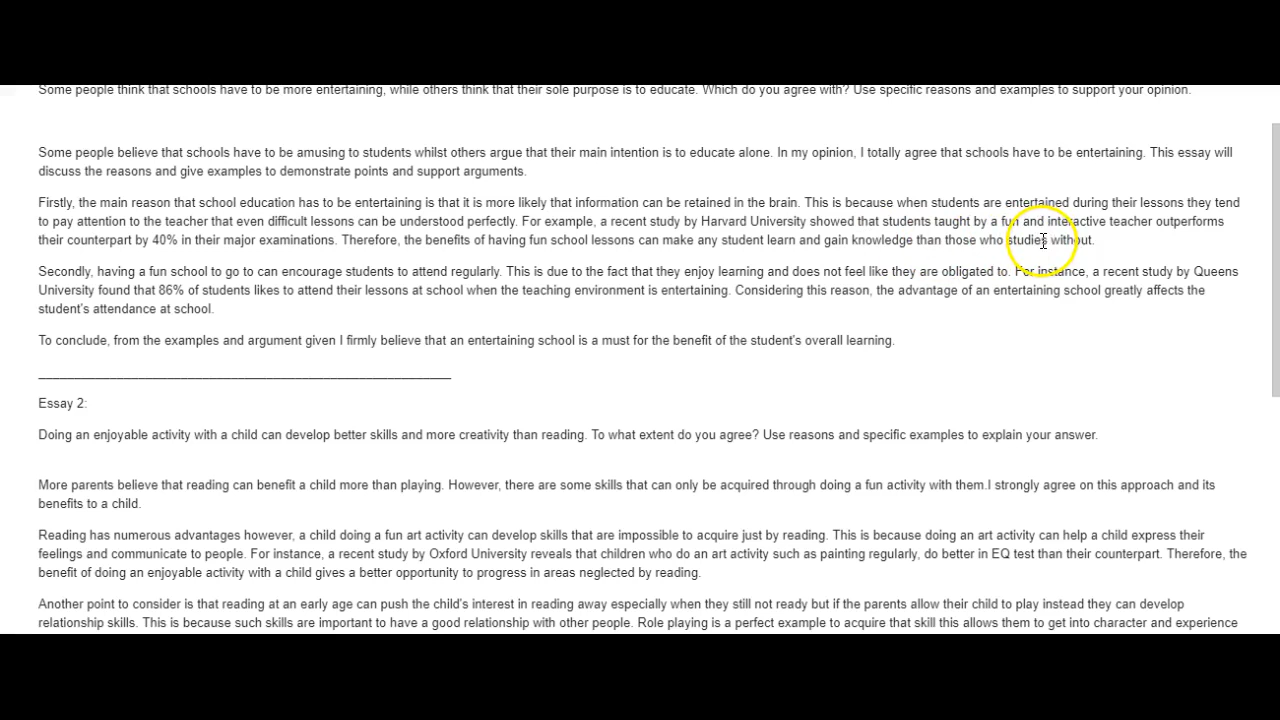 Some people think that schools have to be more entertaining, while others think that their sole purpose is to educate. Which do you agree with? Use specific reasons and examples to support your opinion.
Some people believe that schools have to be amusing to students whilst others argue that their main intention is to educate alone. In my opinion, I totally agree that schools have to be entertaining. This essay will
discuss the reasons and give examples to demonstrate points and support arguments.
Firstly, the main reason that school education has to be entertaining is that it is more likely that information can be retained in the brain. This is because when students are entertained during their lessons they tend
to pay attention to the teacher that even difficult lessons can be understood perfectly. For example, a recent study by Harvard University showed that students taught by a fun and interactive teacher outperforms
their counterpart by 40% in their major examinations. Therefore, the benefits of having fun school lessons can make any student learn and gain knowledge than those who studies without.
Secondly, having a fun school to go to can encourage students to attend regularly. This is due to the fact that they enjoy learning and does not feel like they are obligated to. For instance, a recent study by Queens
University found that 86% of students likes to attend their lessons at school when the teaching environment is entertaining. Considering this reason, the advantage of an entertaining school greatly affects the
student's attendance at school.
To conclude, from the examples and argument given I firmly believe that an entertaining school is a must for the benefit of the student's overall learning.
Essay 2:
Doing an enjoyable activity with a child can develop better skills and more creativity than reading. To what extent do you agree? Use reasons and specific examples to explain your answer.
More parents believe that reading can benefit a child more than playing. However, there are some skills that can only be acquired through doing a fun activity with them.I strongly agree on this approach and its
benefits to a child.
Reading has numerous advantages however, a child doing a fun art activity can develop skills that are impossible to acquire just by reading. This is because doing an art activity can help a child express their
feelings and communicate to people. For instance, a recent study by Oxford University reveals that children who do an art activity such as painting regularly, do better in EQ test than their counterpart. Therefore, the
benefit of doing an enjoyable activity with a child gives a better opportunity to progress in areas neglected by reading.
Another point to consider is that reading at an early age can push the child's interest in reading away especially when they still not ready but if the parents allow their child to play instead they can develop
relationship skills. This is because such skills are important to have a good relationship with other people. Role playing is a perfect example to acquire that skill this allows them to get into character and experience